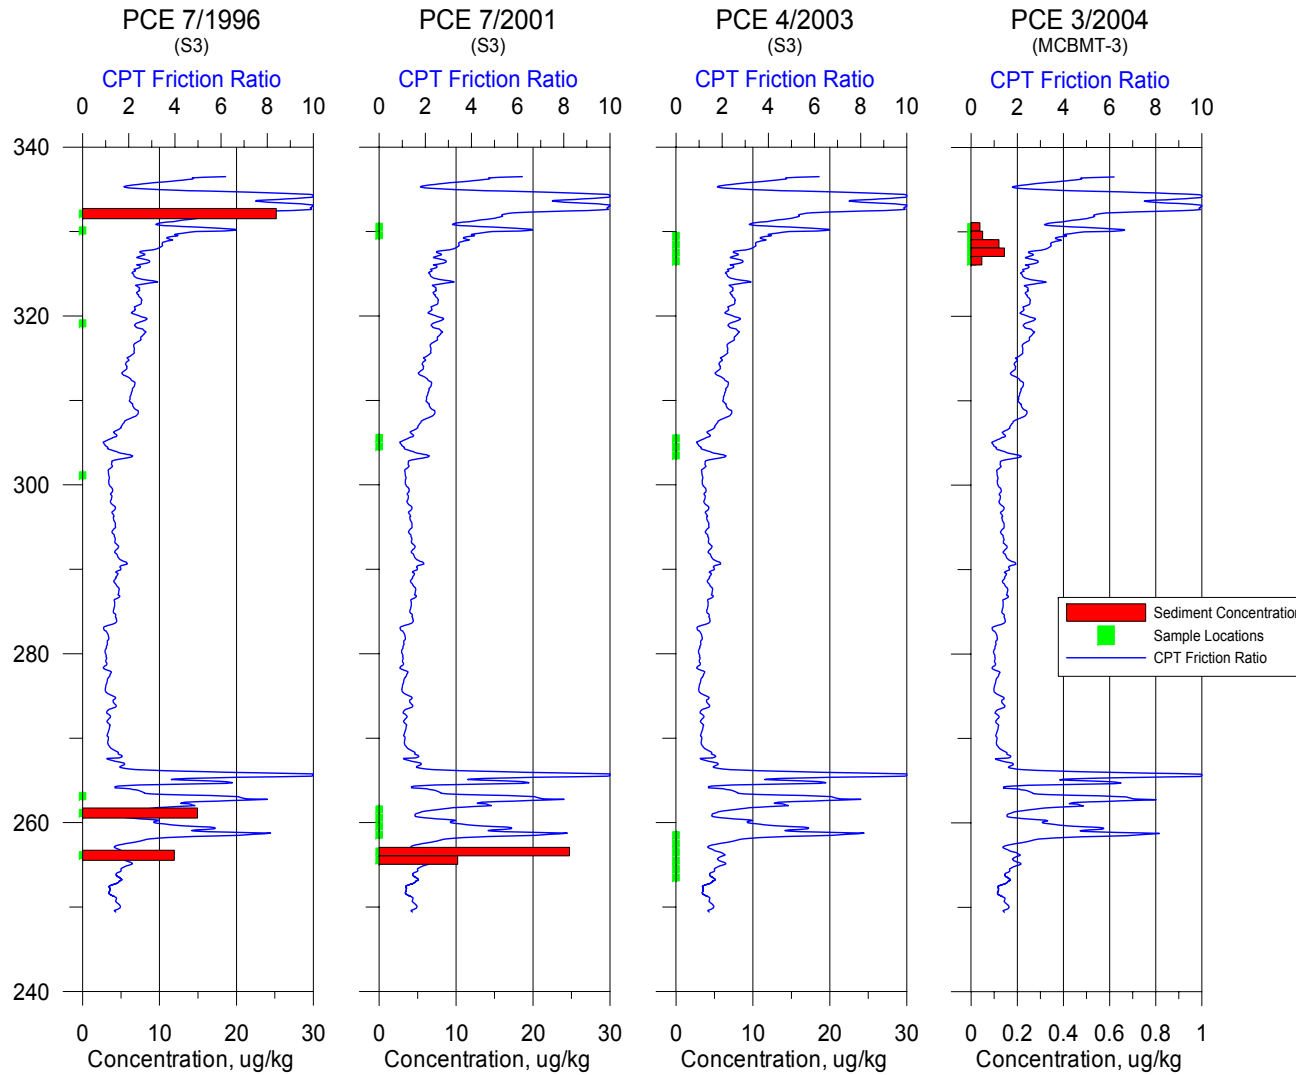 PCE 7/1996 PCE 7/2001 PCE 4/2003 PCE 3/2004
(S3) (S3) (S3) (MCBMT-3)
CPT Friction Ratio CPT Friction Ratio CPT Friction Ratio CPT Friction Ratio
0 2 4 6 8 10 0 2 4 6 8 10 0 2 4 6 8 10 0 2 4 6 8 10
340
320
300
Sediment Concentration
Sample Locations
CPT Friction Ratio
280
260
240
0 10 20 30 0 10 20 30 0 10 20 30 0 0.2 0.4 0.6 0.8 1
Concentration, ug/kg Concentration, ug/kg Concentration, ug/kg Concentration, ug/kg